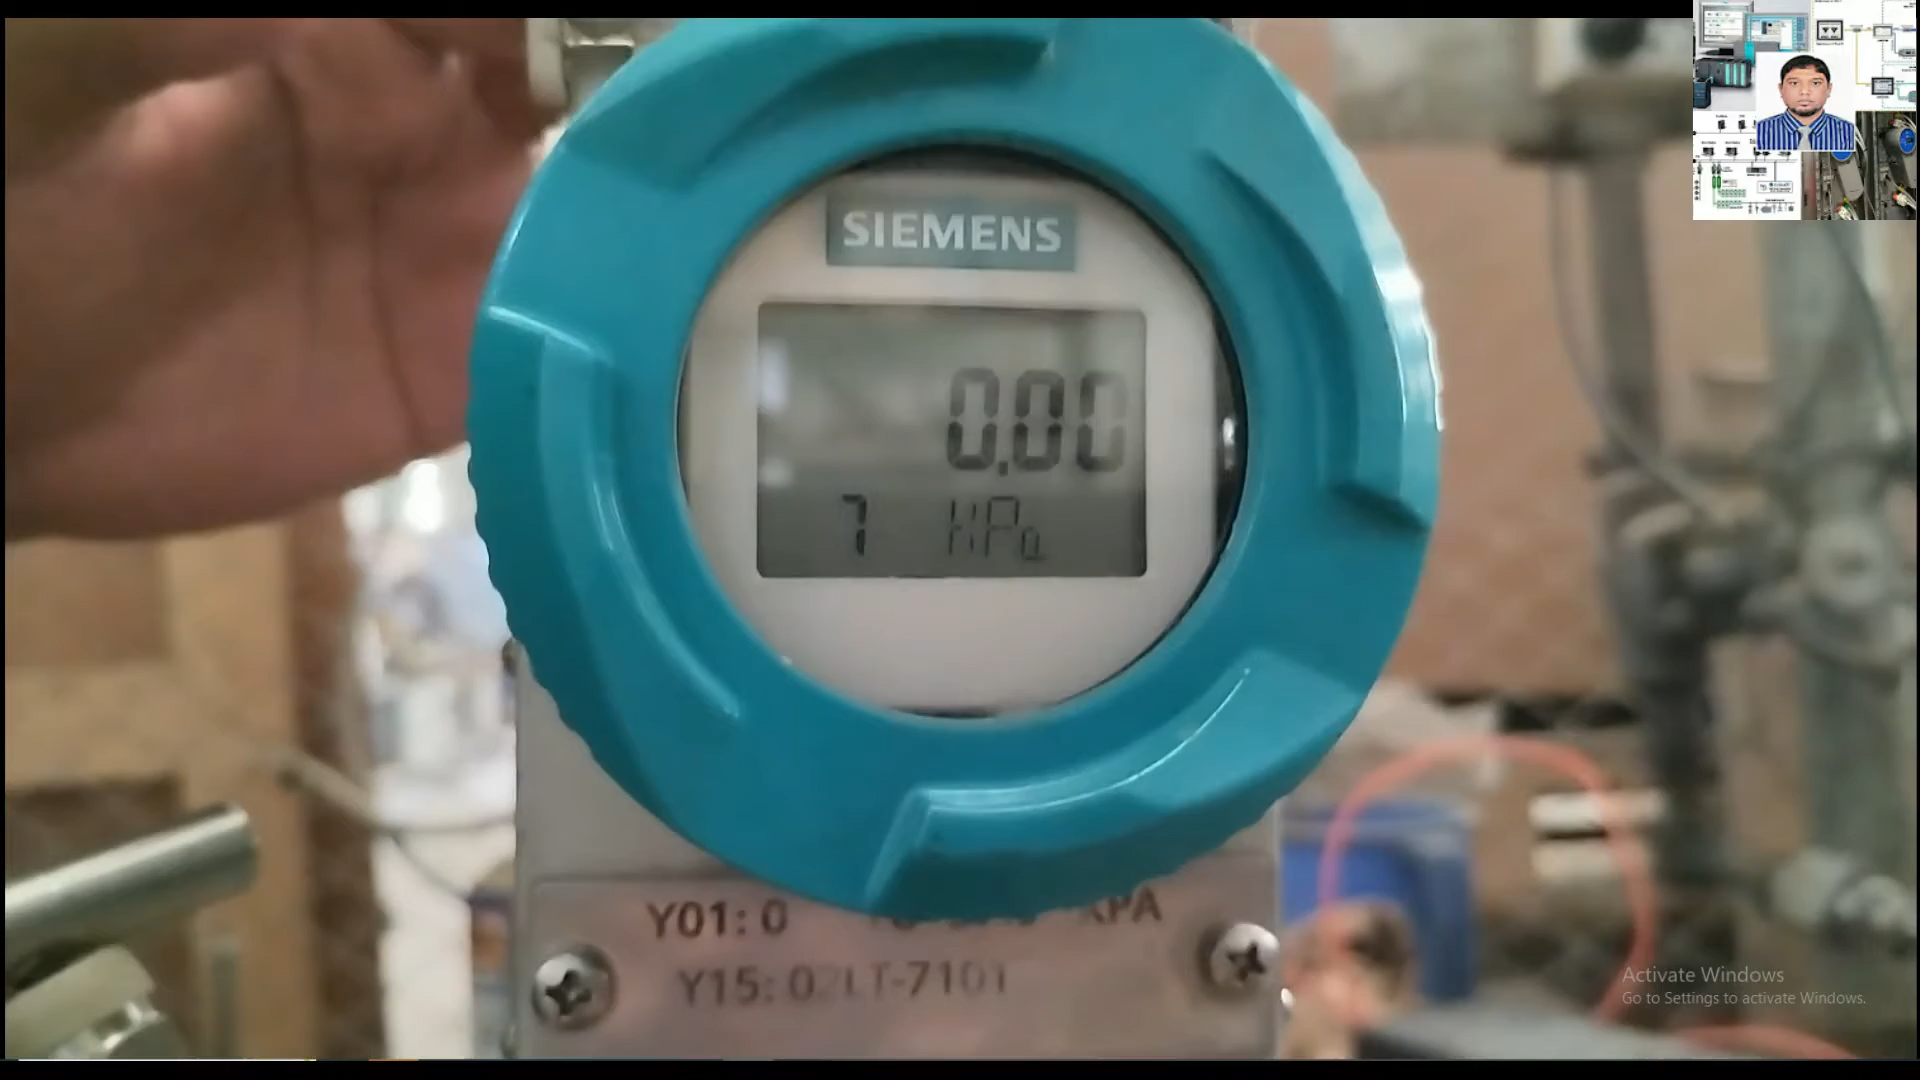 SIEMENS
0.00
7 KPa
Y01: 0 KPA
Y15: 02LT-7101
Activate Windows
Go to Settings to activate Windows.